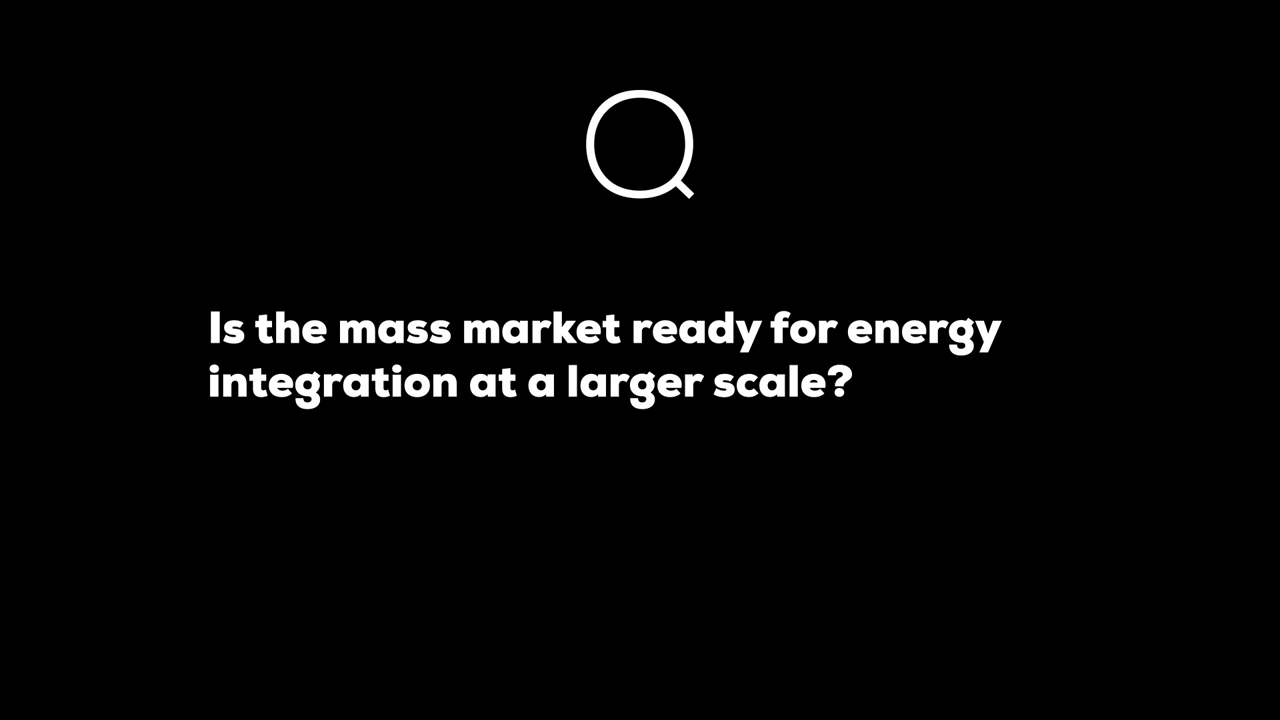 Q
Is the mass market ready for energy
integration at a larger scale?